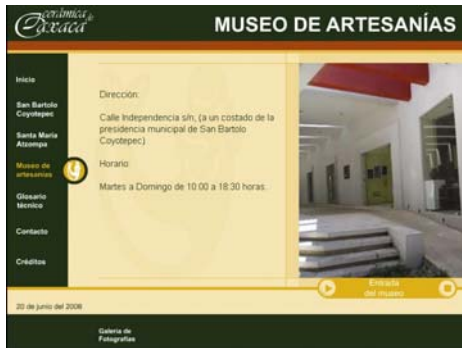 Cerámica de
Oaxaca
MUSEO DE ARTESANÍAS
Inicio
San Bartolo
Coyotepec
Santa María
Atzompa
Museo de
artesanías
Glosario
técnico
Contacto
Créditos
Dirección:
Calle Independencia s/n, (a un costado de la
presidencia municipal de San Bartolo
Coyotepec)
Horario:
Martes a Domingo de 10:00 a 18:30 horas.
Entrada
del museo
20 de junio del 2008
Galeria de
Fotografías